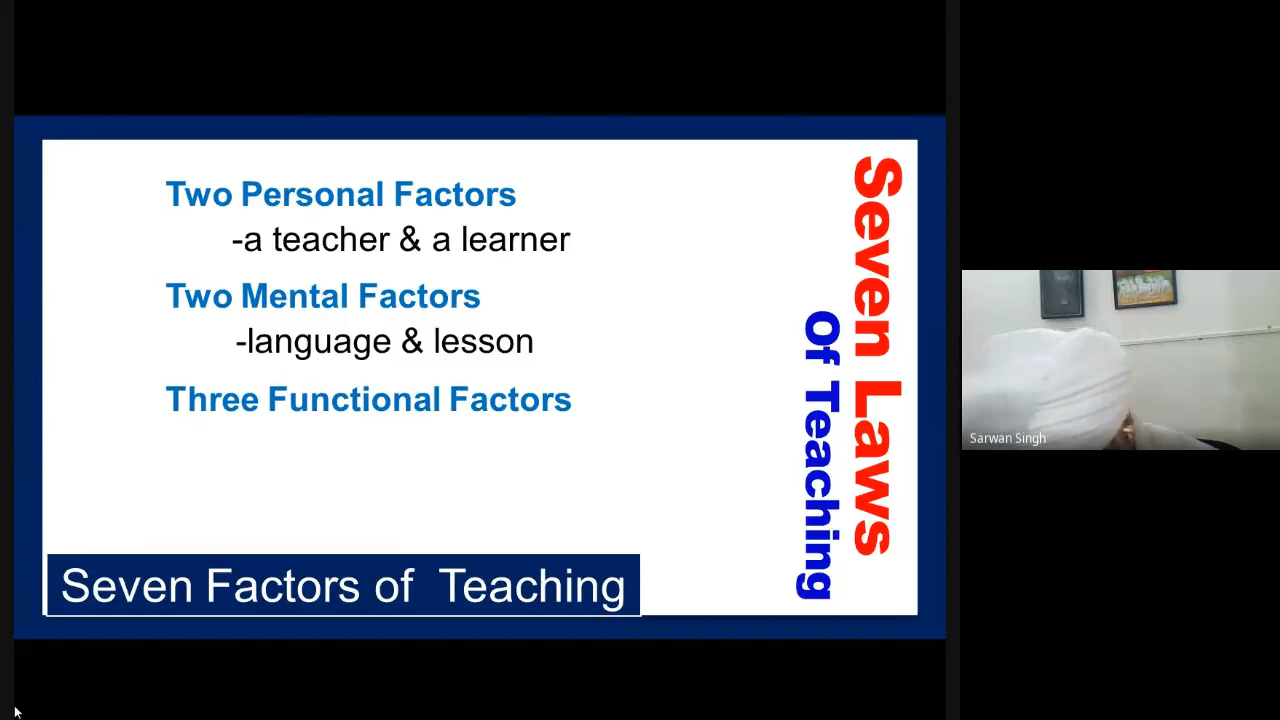 Two Personal Factors
-a teacher & a learner
Two Mental Factors
-language & lesson
Three Functional Factors
Seven Factors of Teaching
Seven Laws
Of Teaching
Sarwan Singh